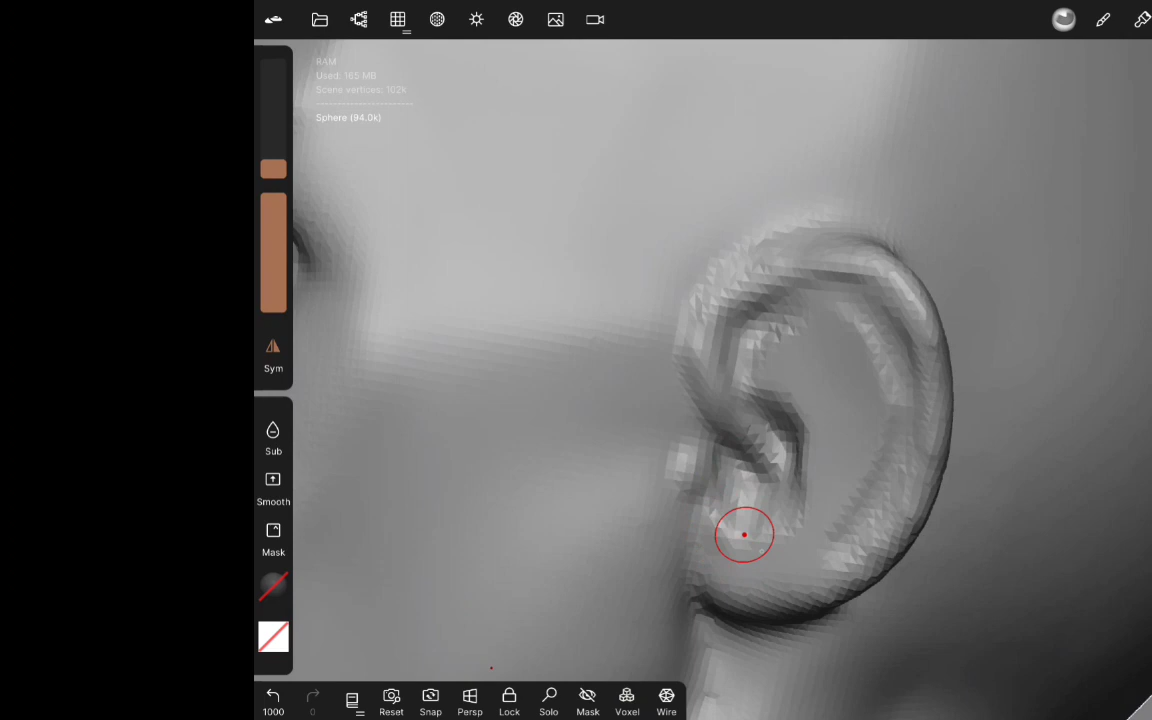 RAM
Used: 165 MB
Scene vertices: 102k
Sphere (94.0k)
Sym
Sub
Smooth
Mask
1000
0
Reset
Snap
Persp
Lock
Solo
Mask
Voxel
Wire